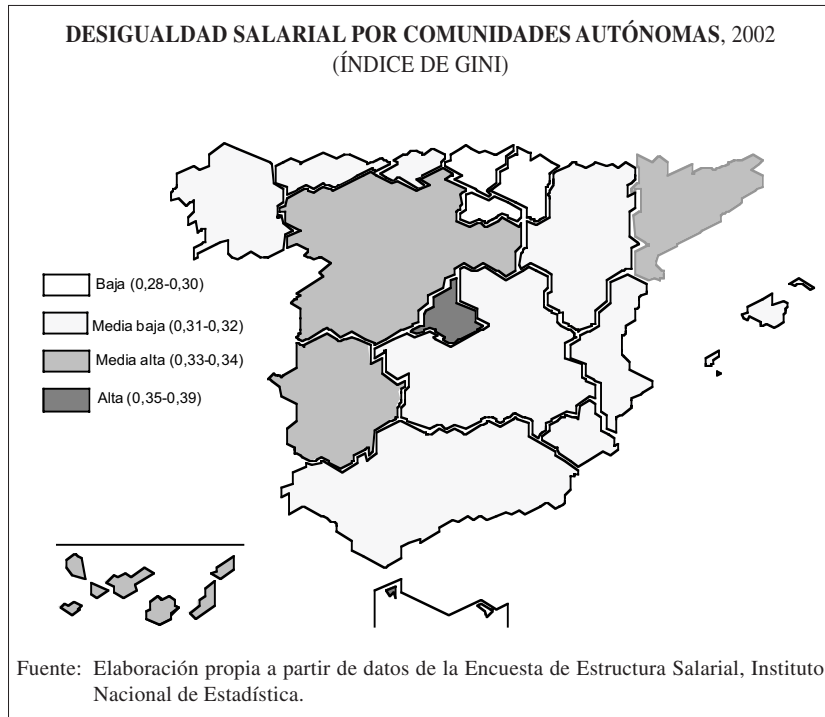 DESIGUALDAD SALARIAL POR COMUNIDADES AUTÓNOMAS, 2002
(ÍNDICE DE GINI)
Baja (0,28-0,30)
Media baja (0,31-0,32)
Media alta (0,33-0,34)
Alta (0,35-0,39)
Fuente: Elaboración propia a partir de datos de la Encuesta de Estructura Salarial, Instituto
Nacional de Estadística.